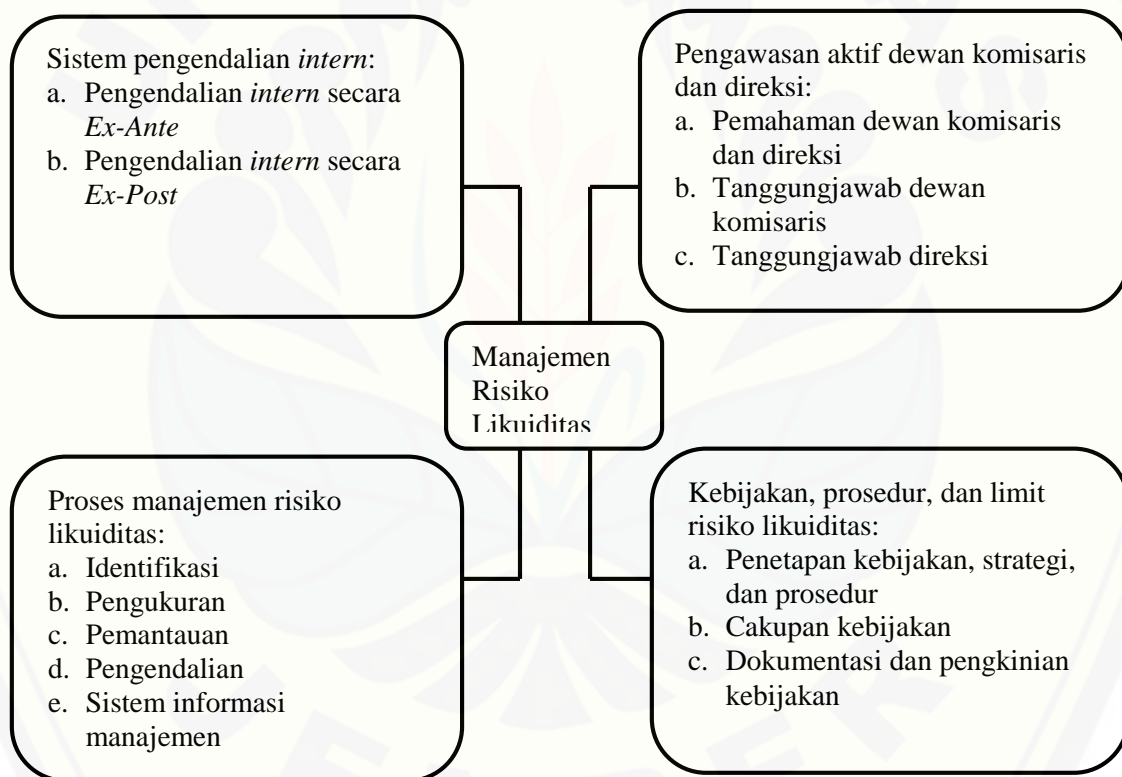 Sistem pengendalian intern:
a. Pengendalian intern secara
Ex-Ante
b. Pengendalian intern secara
Ex-Post
Pengawasan aktif dewan komisaris
dan direksi:
a. Pemahaman dewan komisaris
dan direksi
b. Tanggungjawab dewan
komisaris
c. Tanggungjawab direksi
Manajemen
Risiko
Likuiditas
Proses manajemen risiko
likuiditas:
a. Identifikasi
b. Pengukuran
c. Pemantauan
d. Pengendalian
e. Sistem informasi
manajemen
Kebijakan, prosedur, dan limit
risiko likuiditas:
a. Penetapan kebijakan, strategi,
dan prosedur
b. Cakupan kebijakan
c. Dokumentasi dan pengkinian
kebijakan